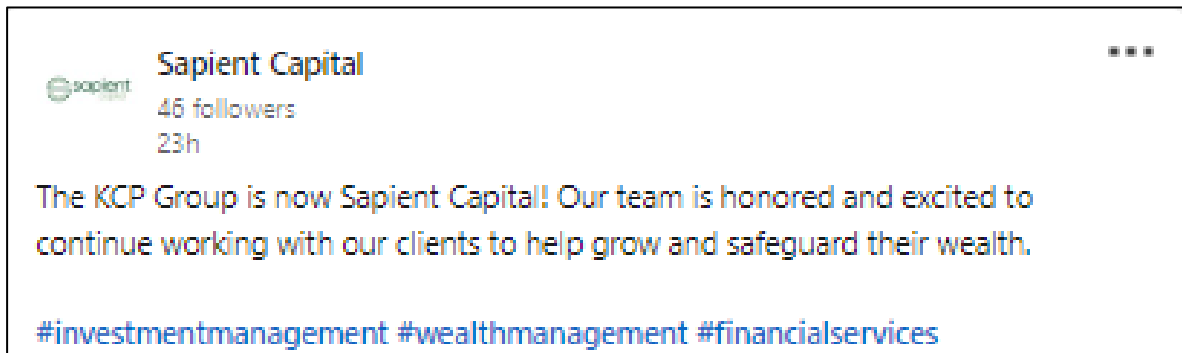 sapient
Sapient Capital
46 followers
23h
The KCP Group is now Sapient Capital! Our team is honored and excited to
continue working with our clients to help grow and safeguard their wealth.
#investmentmanagement #wealthmanagement #financialservices